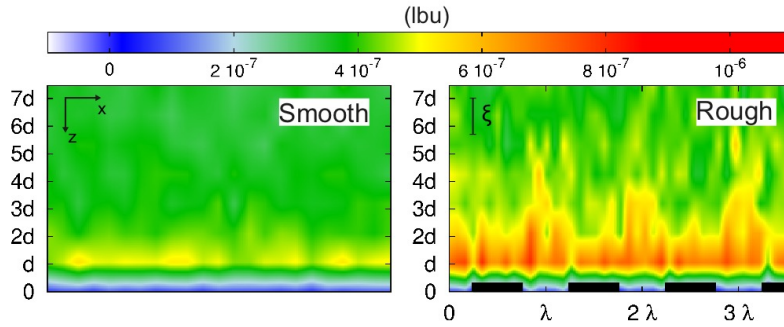 (lbu)
0 2 10-7 4 10-7 6 10-7 8 10-7 10-6
7d
6d
5d
4d
3d
2d
d
0
x
z
Smooth
7d
6d
5d
4d
3d
2d
d
0
ξ
Rough
0 λ 2 λ 3 λ